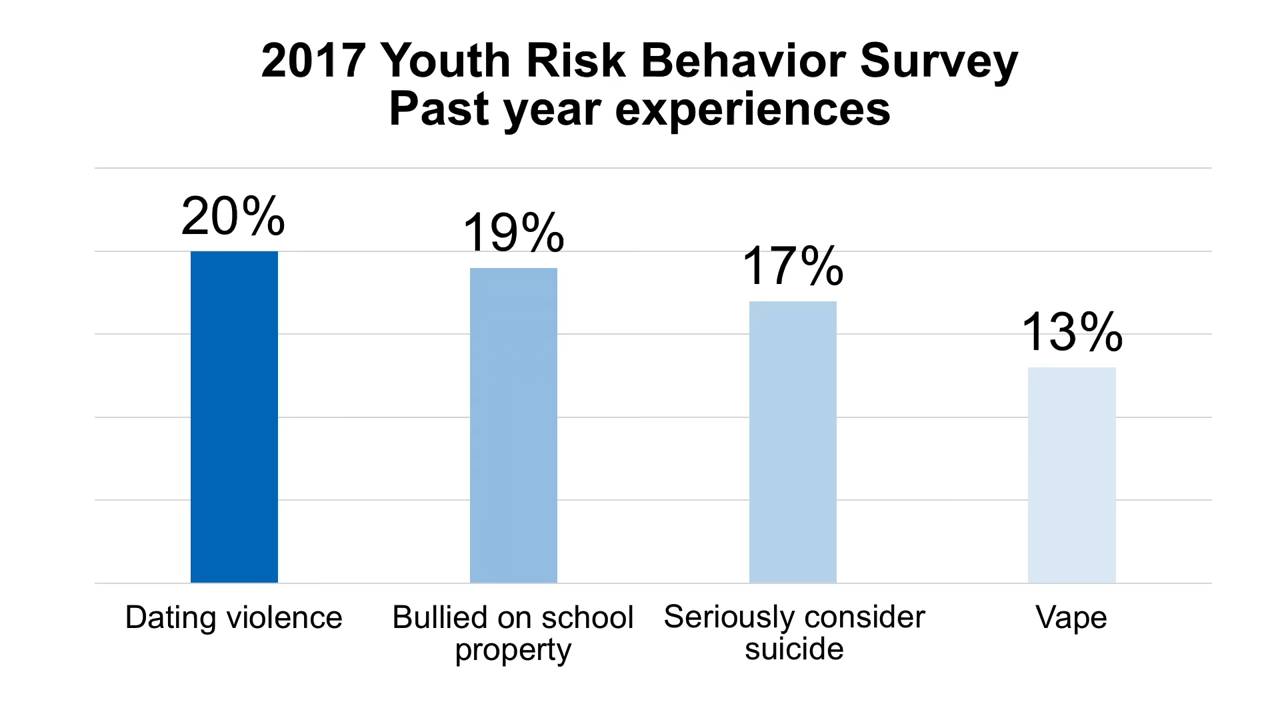 2017 Youth Risk Behavior Survey
Past year experiences
20%
19%
17%
13%
Dating violence
Bullied on school
property
Seriously consider
suicide
Vape